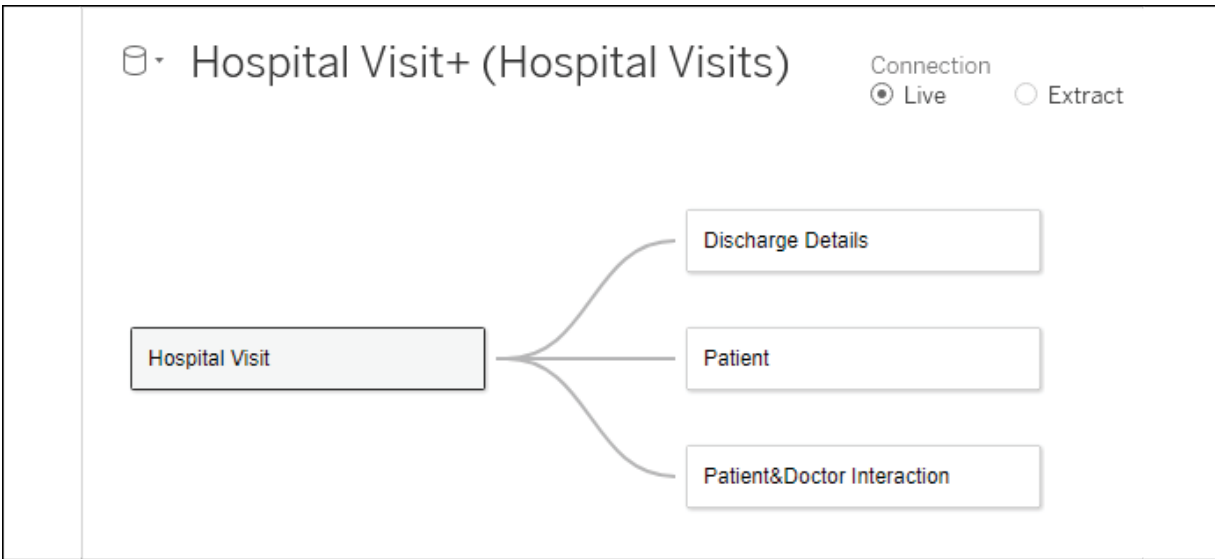 Hospital Visit+ (Hospital Visits)
Connection
Live
Extract
Discharge Details
Hospital Visit
Patient
Patient&Doctor Interaction